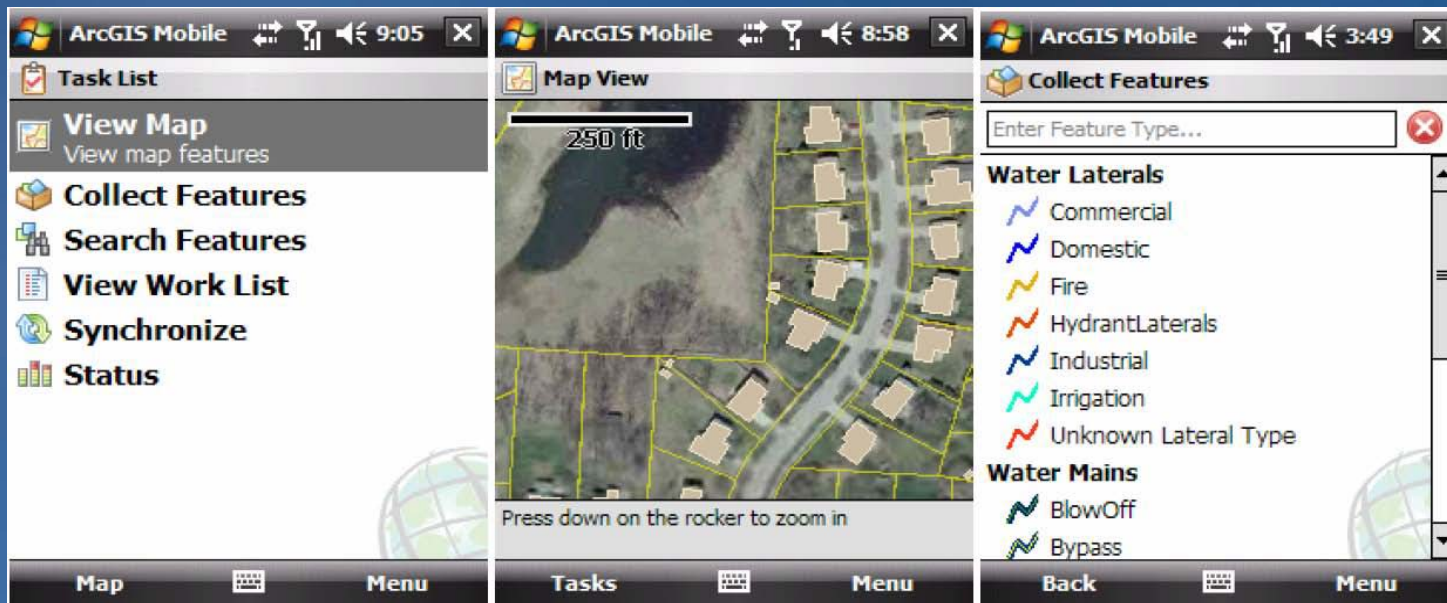 ArcGIS Mobile 9:05
Task List
View Map
View map features
Collect Features
Search Features
View Work List
Synchronize
Status
Map Menu
ArcGIS Mobile 8:58
Map View
250 ft
Press down on the rocker to zoom in
Tasks Menu
ArcGIS Mobile 3:49
Collect Features
Enter Feature Type...
Water Laterals
Commercial
Domestic
Fire
HydrantLaterals
Industrial
Irrigation
Unknown Lateral Type
Water Mains
BlowOff
Bypass
Back Menu